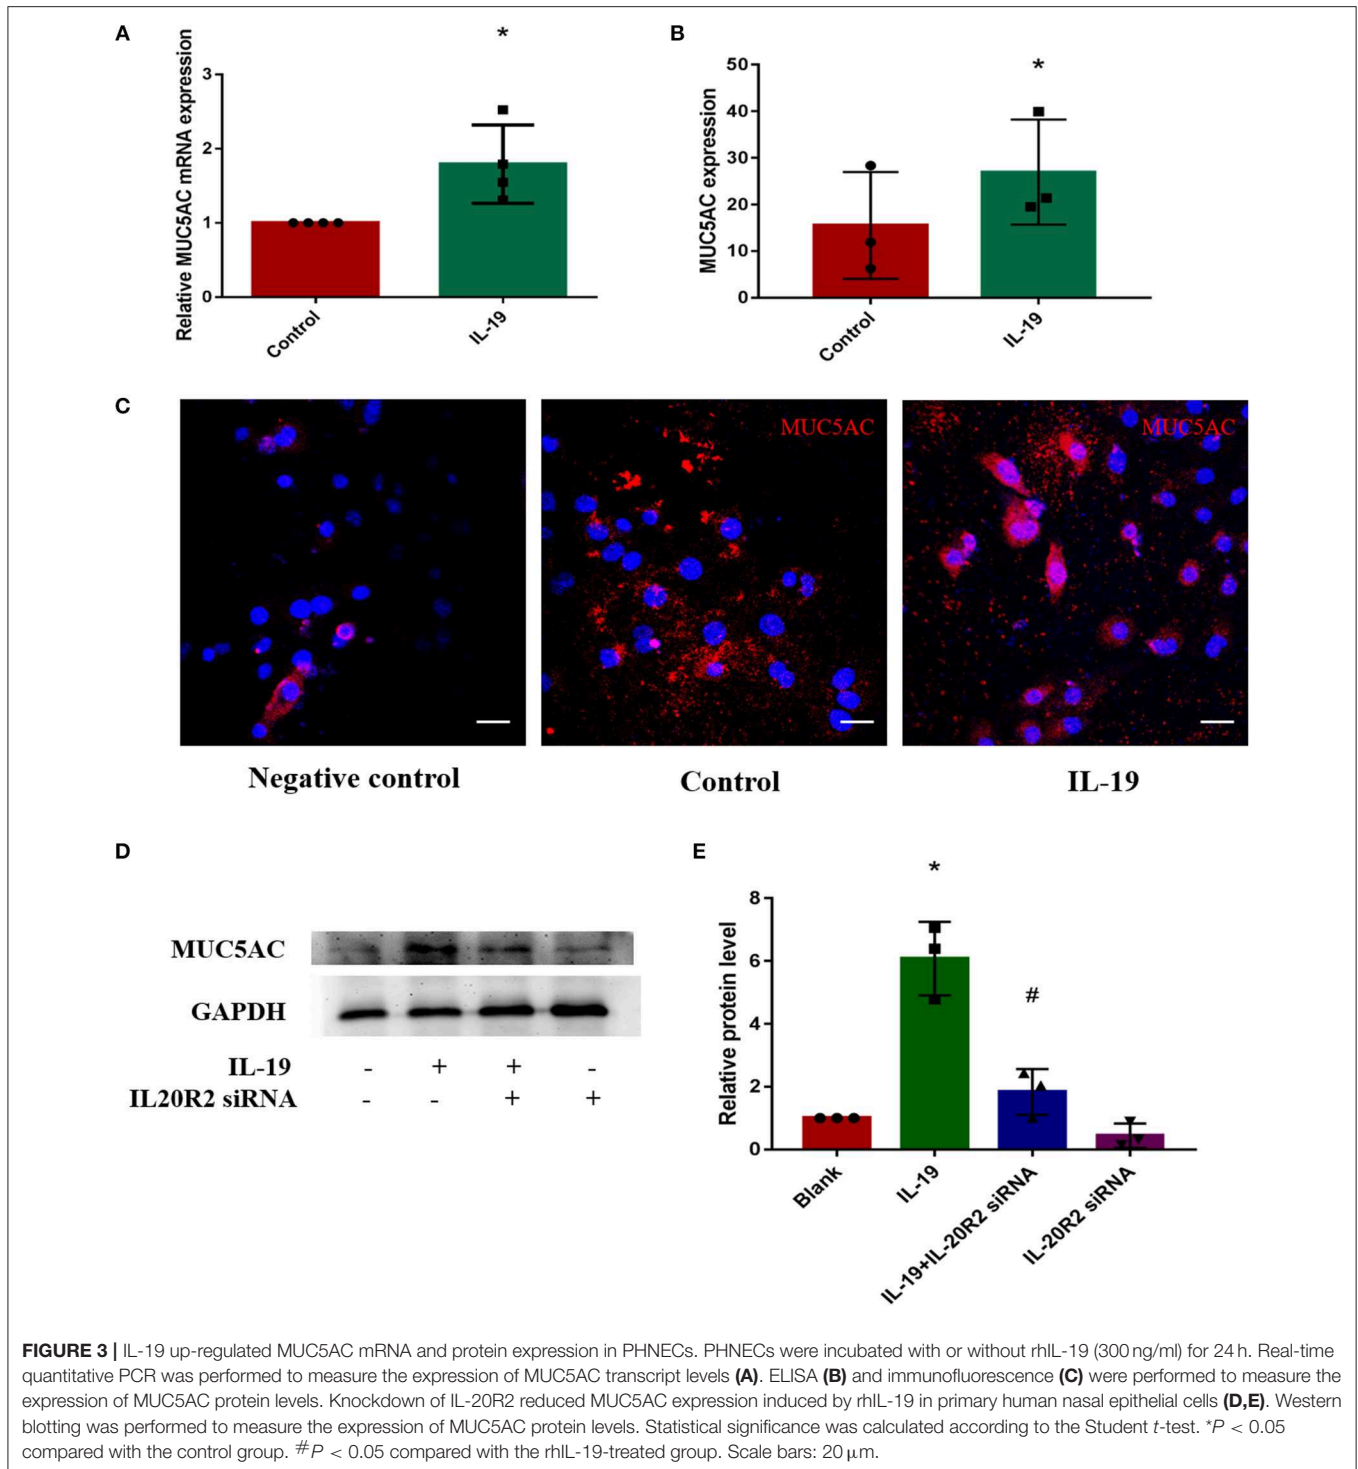 A
*
Relative MUC5AC mRNA expression
3
2
1
0
Control
IL-19
B
*
MUC5AC expression
50
40
30
20
10
0
Control
IL-19
C
MUC5AC
MUC5AC
Negative control
Control
IL-19
D
MUC5AC
GAPDH
IL-19 - + + -
IL20R2 siRNA - - + +
E
*
#
Relative protein level
8
6
4
2
0
Blank
IL-19
IL-19+IL-20R2 siRNA
IL-20R2 siRNA
FIGURE 3 | IL-19 up-regulated MUC5AC mRNA and protein expression in PHNECs. PHNECs were incubated with or without rhIL-19 (300 ng/ml) for 24 h. Real-time
quantitative PCR was performed to measure the expression of MUC5AC transcript levels (A). ELISA (B) and immunofluorescence (C) were performed to measure the
expression of MUC5AC protein levels. Knockdown of IL-20R2 reduced MUC5AC expression induced by rhIL-19 in primary human nasal epithelial cells (D,E). Western
blotting was performed to measure the expression of MUC5AC protein levels. Statistical significance was calculated according to the Student t-test. *P < 0.05
compared with the control group. #P < 0.05 compared with the rhIL-19-treated group. Scale bars: 20 μm.